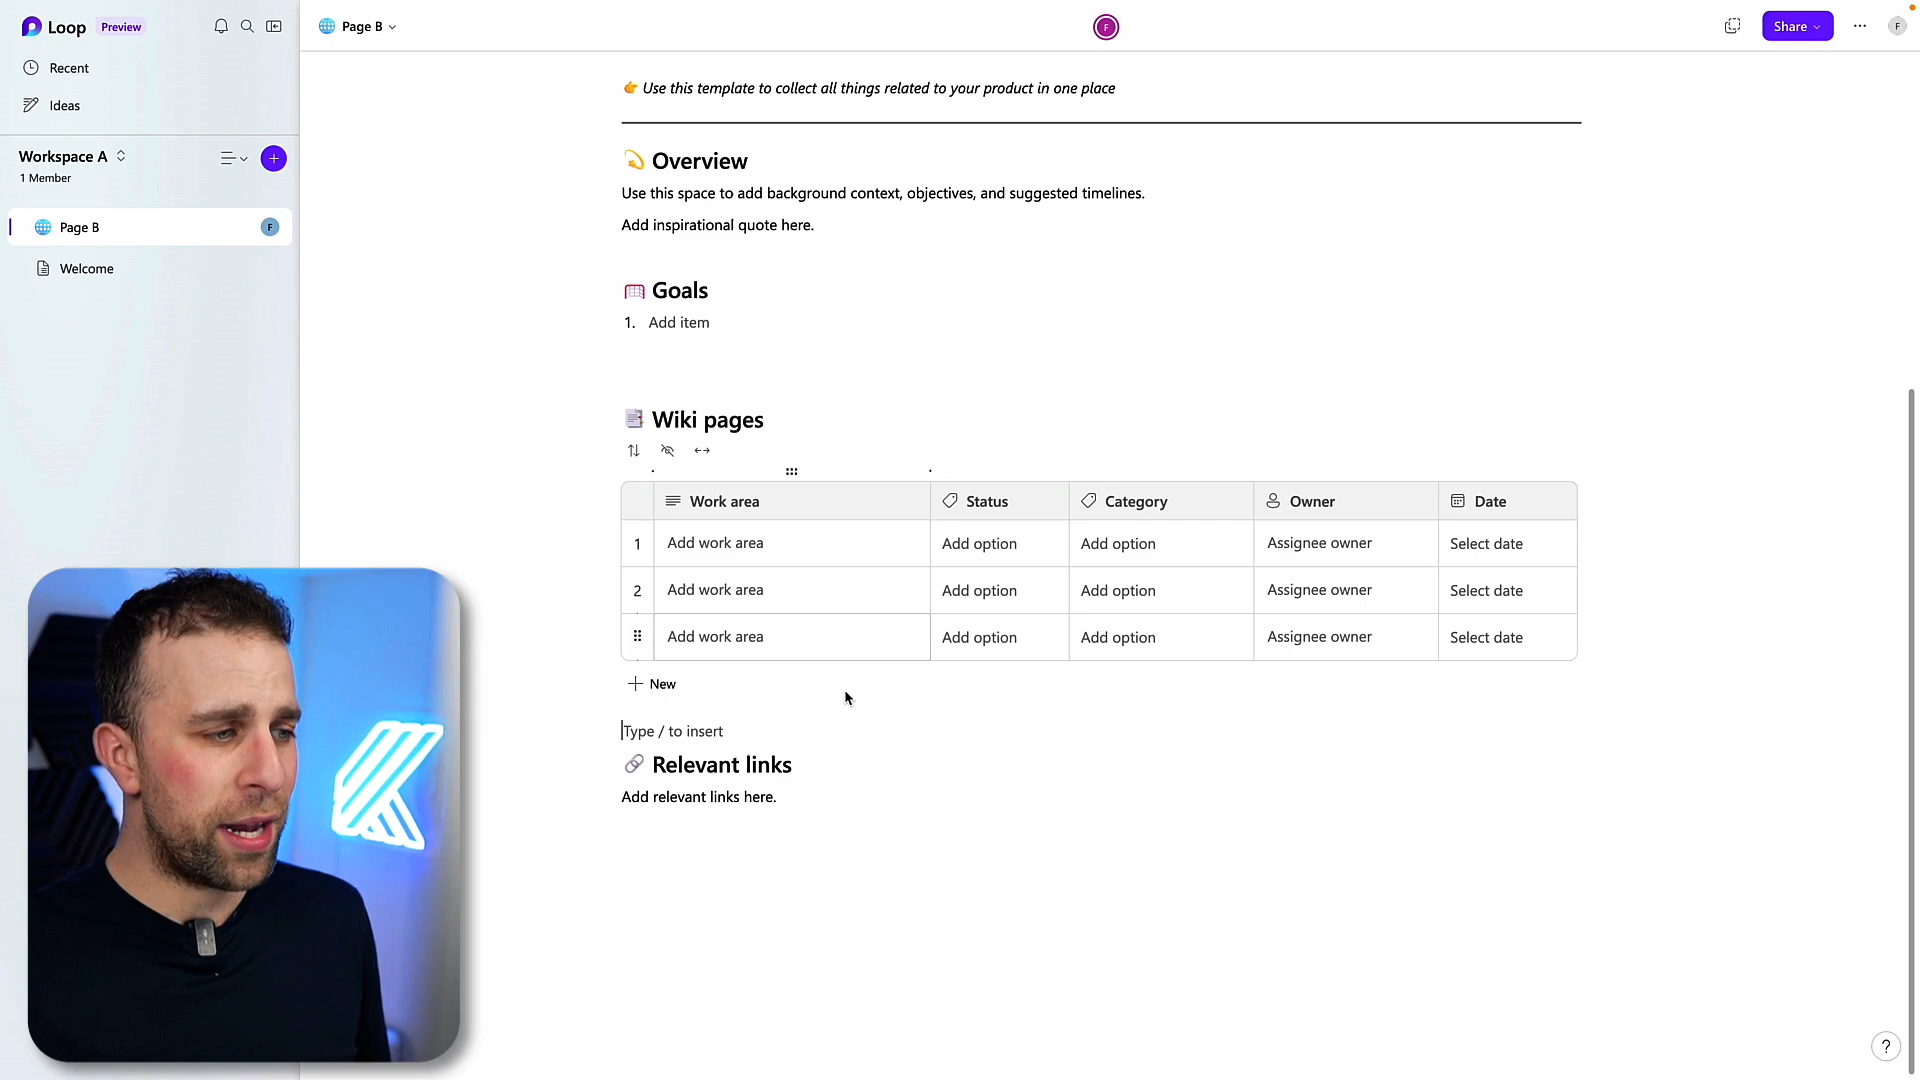 Loop Preview
Page B
F
Share
F
Recent
Ideas
Workspace A
1 Member
Page B F
Welcome
👉 Use this template to collect all things related to your product in one place
Overview
Use this space to add background context, objectives, and suggested timelines.
Add inspirational quote here.
Goals
1. Add item
Wiki pages
Work area Status Category Owner Date
1 Add work area Add option Add option Assignee owner Select date
2 Add work area Add option Add option Assignee owner Select date
Add work area Add option Add option Assignee owner Select date
New
Type / to insert
Relevant links
Add relevant links here.
?